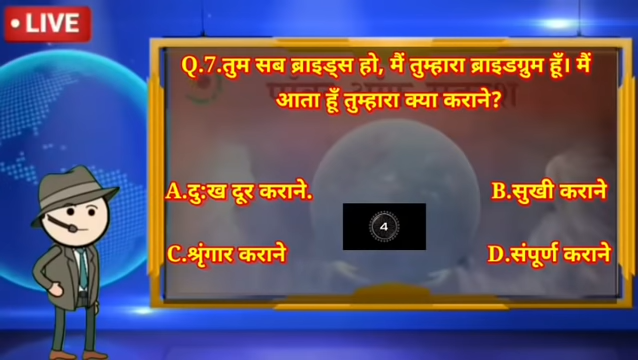 • LIVE
Q.7.तुम सब ब्राइड्स हो, मैं तुम्हारा ब्राइडग्रुम हूँ। मैं
आता हूँ तुम्हारा क्या कराने?
A.दुःख दूर कराने.
B.सुखी कराने
4
C.श्रृंगार कराने
D.संपूर्ण कराने